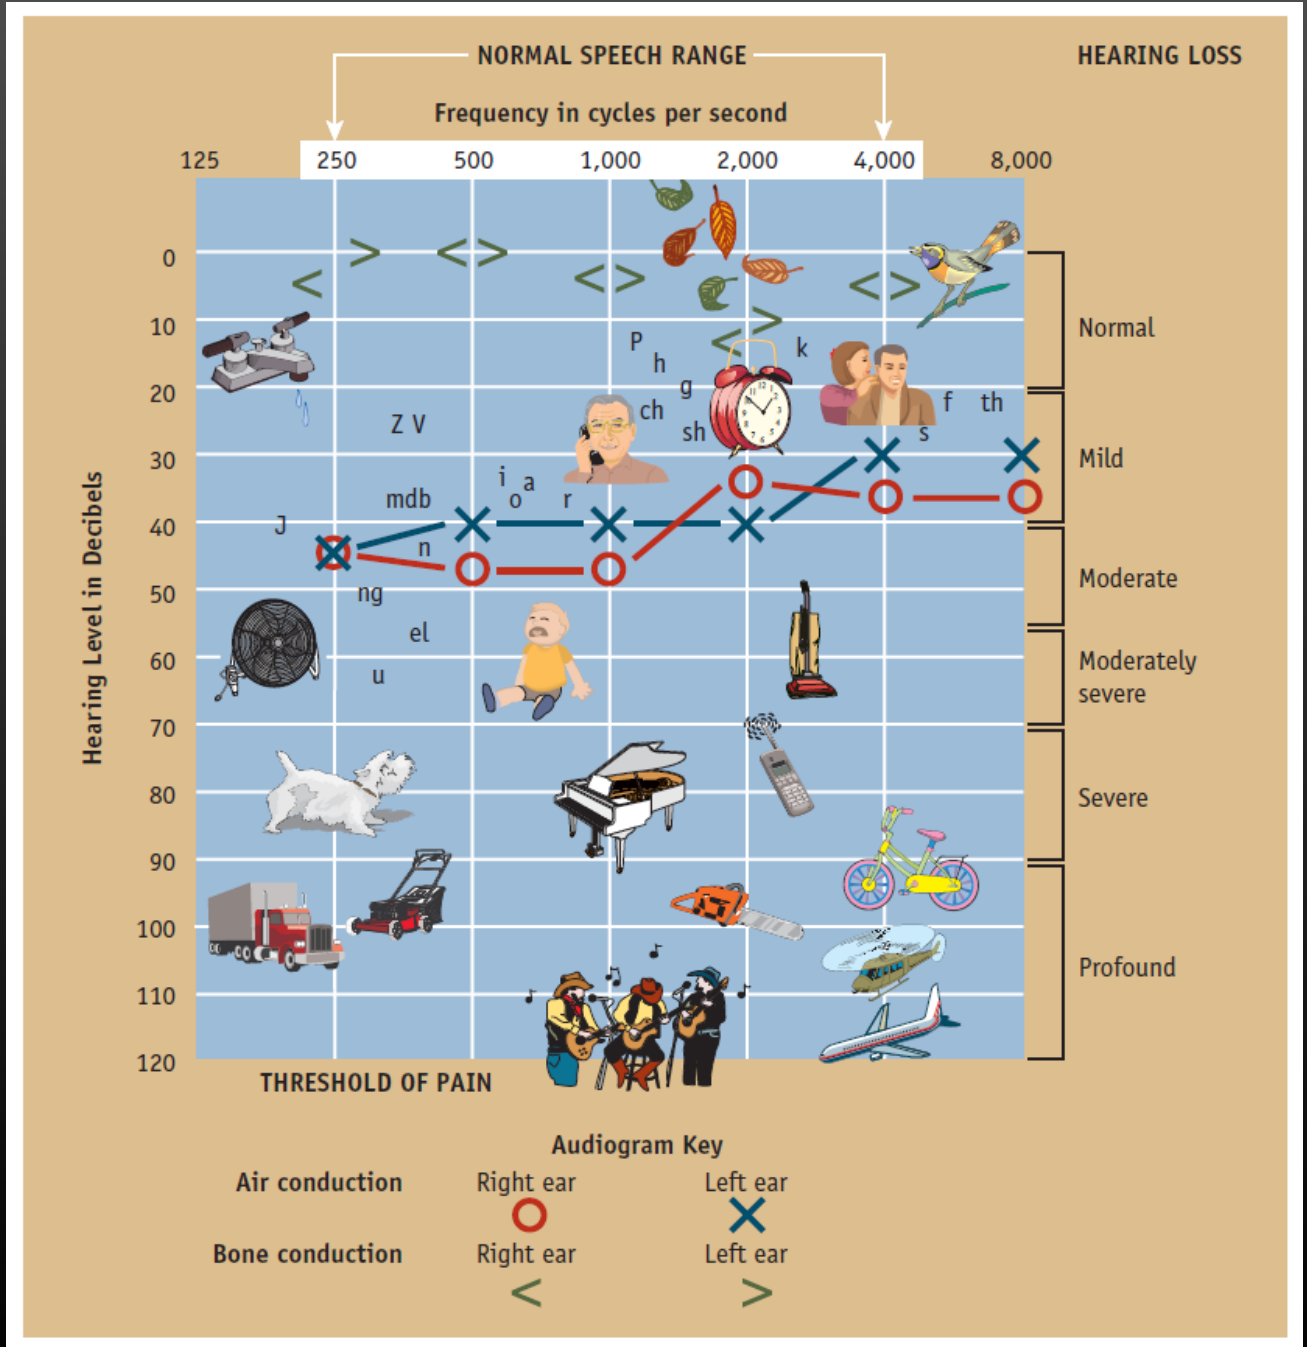 NORMAL SPEECH RANGE
HEARING LOSS
Frequency in cycles per second
125 250 500 1,000 2,000 4,000 8,000
Hearing Level in Decibels
0
10
20
30
40
50
60
70
80
90
100
110
120
< > < > < > < > < >
P
h
k
g
ch
sh
f th
s
Z V
i
a
o
r
mdb
J
n
ng
el
u
Normal
Mild
Moderate
Moderately
severe
Severe
Profound
THRESHOLD OF PAIN
Audiogram Key
Air conduction Right ear Left ear
Bone conduction Right ear Left ear
< >